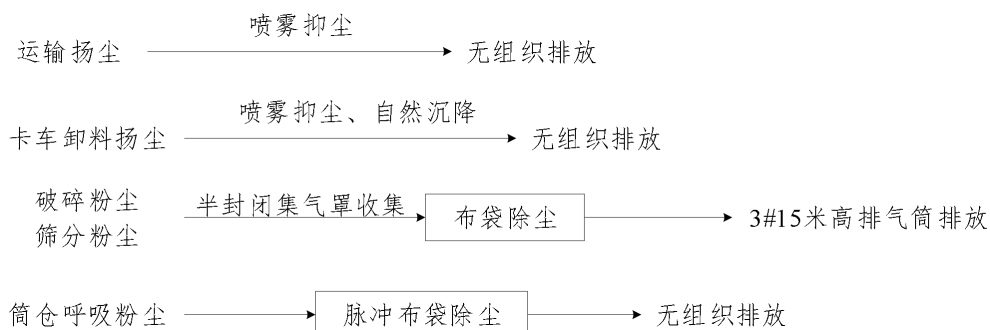 喷雾抑尘
运输扬尘
无组织排放
喷雾抑尘、自然沉降
卡车卸料扬尘
无组织排放
破碎粉尘
筛分粉尘
半封闭集气罩收集
布袋除尘
3#15米高排气筒排放
筒仓呼吸粉尘
脉冲布袋除尘
无组织排放